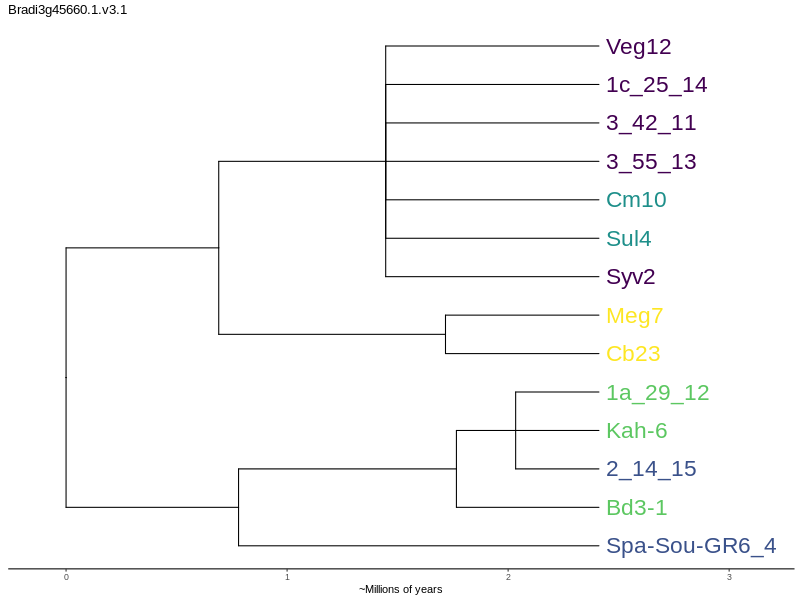 Bradi3g45660.1.v3.1
Veg12
1c_25_14
3_42_11
3_55_13
Cm10
Sul4
Syv2
Meg7
Cb23
1a_29_12
Kah-6
2_14_15
Bd3-1
Spa-Sou-GR6_4
0 1 2 3
~Millions of years